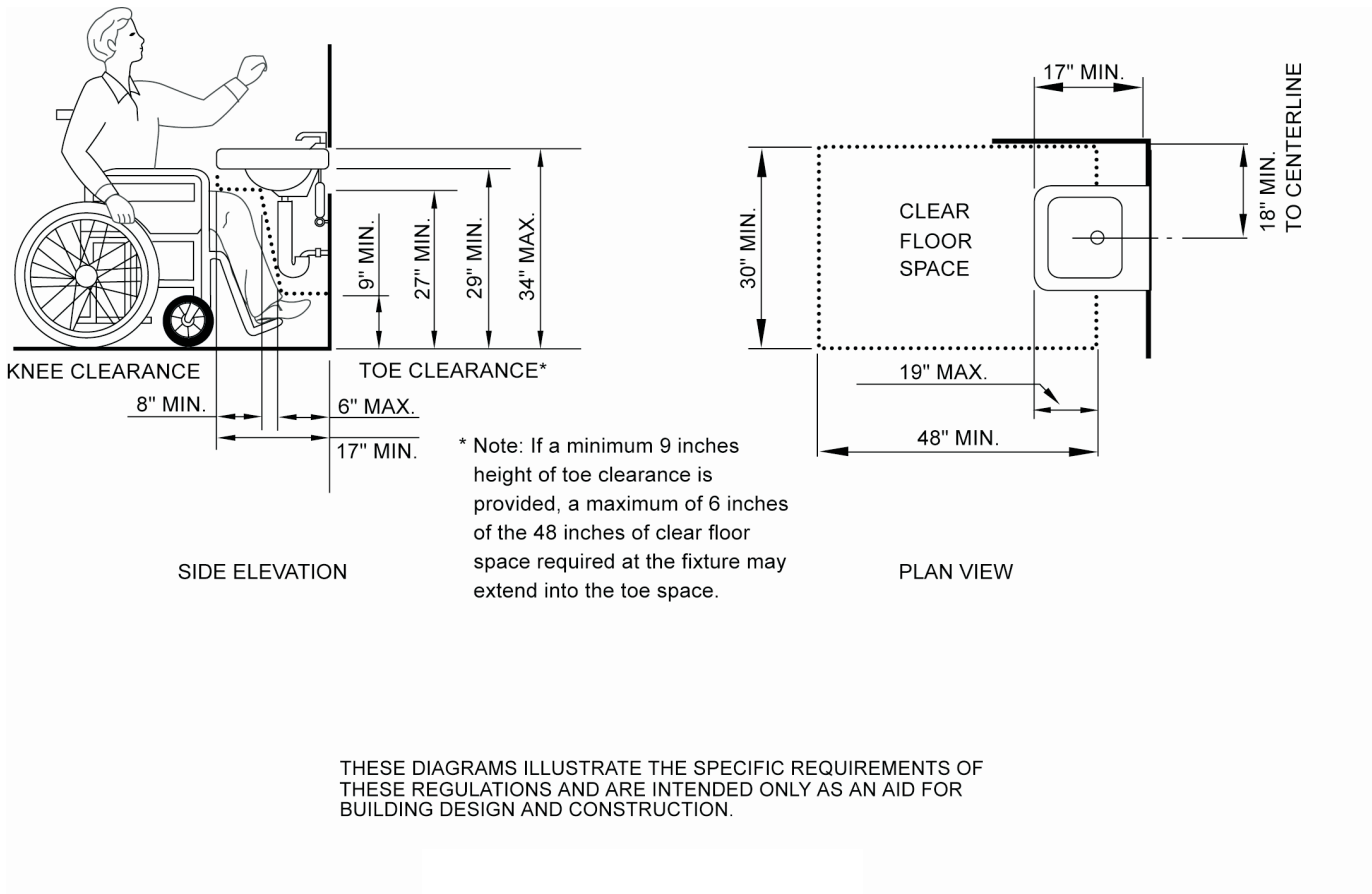 17" MIN.
18" MIN.
TO CENTERLINE
30" MIN.
CLEAR
FLOOR
SPACE
9" MIN.
27" MIN.
29" MIN.
34" MAX.
KNEE CLEARANCE
TOE CLEARANCE*
19" MAX.
8" MIN.
6" MAX.
17" MIN.
48" MIN.
* Note: If a minimum 9 inches
height of toe clearance is
provided, a maximum of 6 inches
of the 48 inches of clear floor
space required at the fixture may
extend into the toe space.
SIDE ELEVATION
PLAN VIEW
THESE DIAGRAMS ILLUSTRATE THE SPECIFIC REQUIREMENTS OF
THESE REGULATIONS AND ARE INTENDED ONLY AS AN AID FOR
BUILDING DESIGN AND CONSTRUCTION.